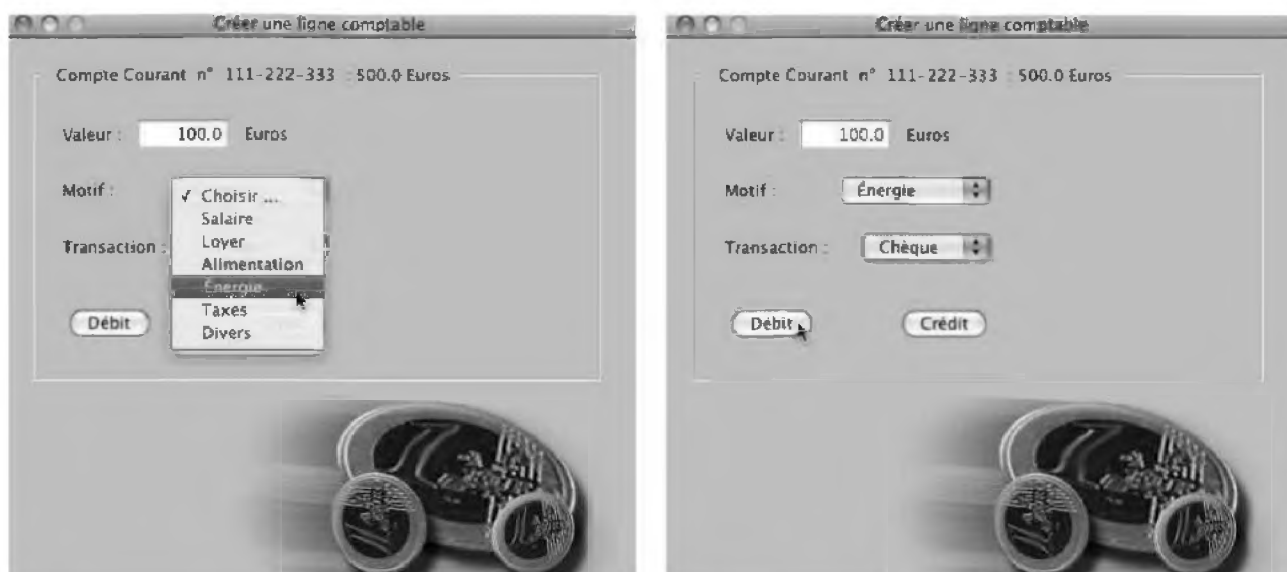 Créer une ligne comptable
Compte Courant n° 111-222-333 : 500.0 Euros
Valeur : 100.0 Euros
Motif :
✓ Choisir ...
Salaire
Loyer
Alimentation
Énergie
Taxes
Divers
Transaction :
Débit
Créer une ligne comptable
Compte Courant n° 111-222-333 : 500.0 Euros
Valeur : 100.0 Euros
Motif : Énergie
Transaction : Chèque
Débit Crédit